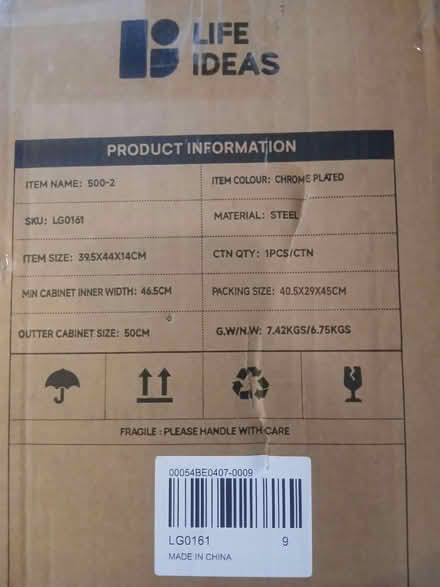 LIFE
IDEAS
PRODUCT INFORMATION
ITEM NAME: 500-2
ITEM COLOUR: CHROME PLATED
SKU: LG0161
MATERIAL: STEEL
ITEM SIZE: 39.5X44X14CM
CTN QTY: 1PCS/CTN
MIN CABINET INNER WIDTH: 46.5CM
PACKING SIZE: 40.5X29X45CM
OUTTER CABINET SIZE: 50CM
G.W/N.W: 7.42KGS/6.75KGS
FRAGILE : PLEASE HANDLE WITH CARE
00054BE0407-0009
LG0161 9
MADE IN CHINA